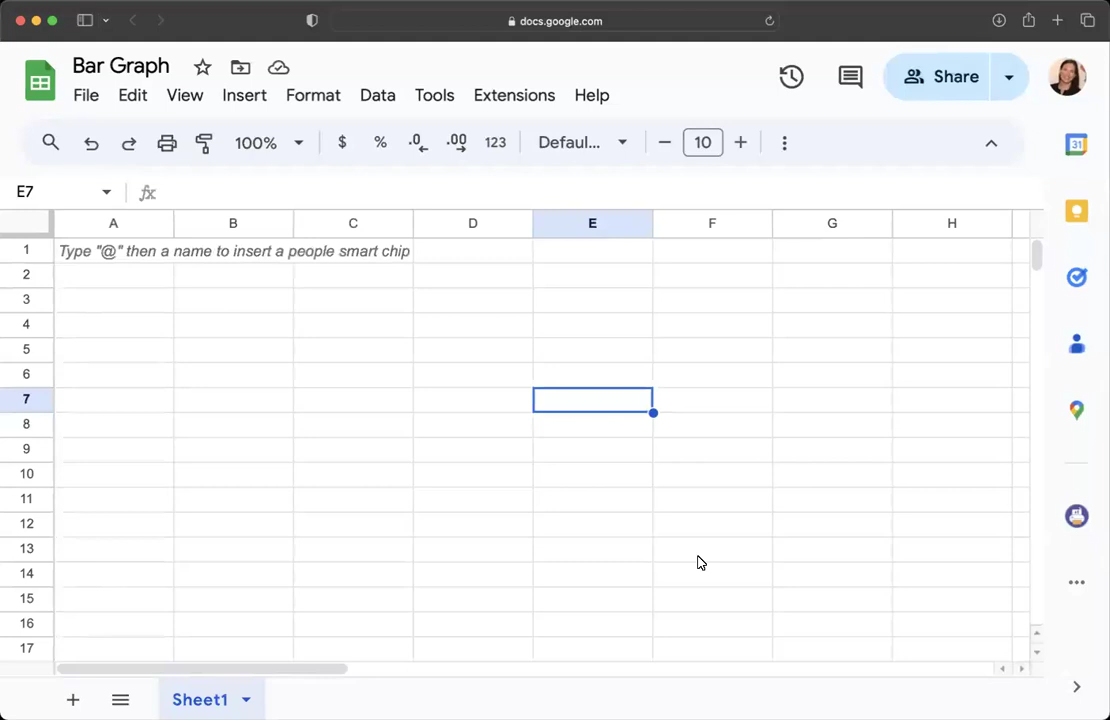 docs.google.com
Bar Graph
Share
File Edit View Insert Format Data Tools Extensions Help
100% $ % .0 .00 123 Defaul... 10
31
E7 fx
A B C D E F G H
1 Type "@" then a name to insert a people smart chip
2
3
4
5
6
7
8
9
10
11
12
13
14
15
16
17
Sheet1